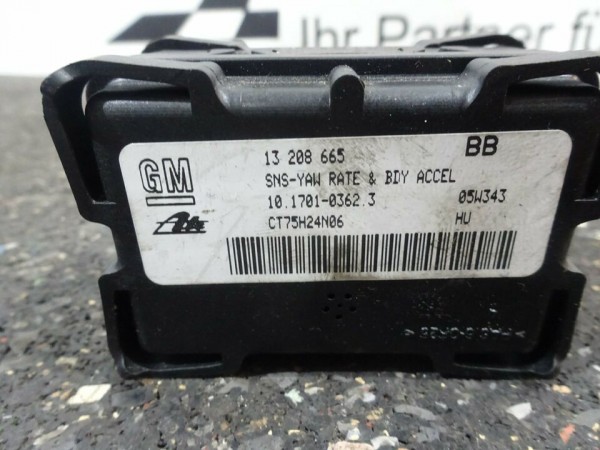 Ihr Partner fü
GM
13 208 665
BB
SNS-YAW RATE & BDY ACCEL
10.1701-0362.3
05W343
Ate
CT75H24N06
HW